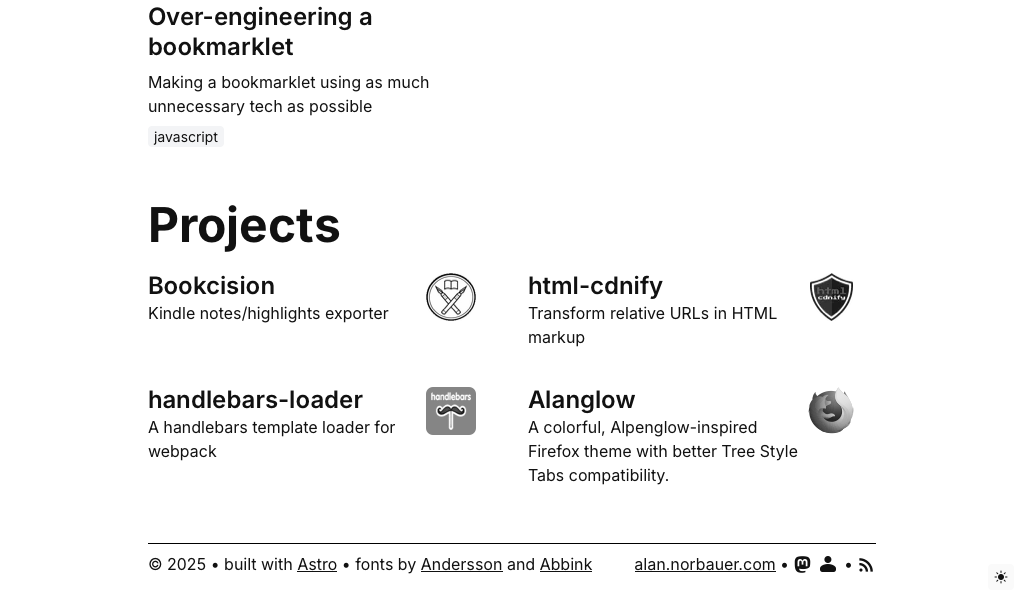 Over-engineering a
bookmarklet
Making a bookmarklet using as much
unnecessary tech as possible
javascript
Projects
Bookcision
Kindle notes/highlights exporter
html-cdnify
Transform relative URLs in HTML
markup
html
cdnify
handlebars-loader
A handlebars template loader for
webpack
handlebars
Alanglow
A colorful, Alpenglow-inspired
Firefox theme with better Tree Style
Tabs compatibility.
© 2025 • built with Astro • fonts by Andersson and Abbink
alan.norbauer.com • •